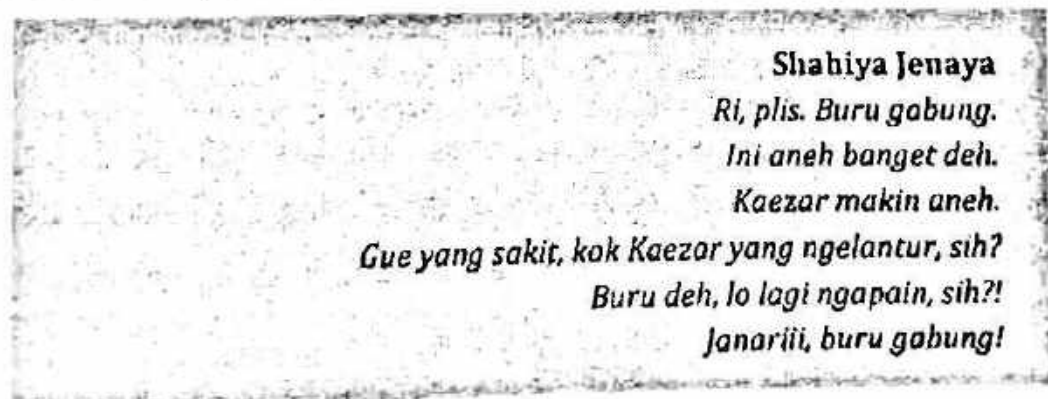 Shahiya Jenaya
Ri, plis. Buru gabung.
Ini aneh banget deh.
Kaezar makin aneh.
Gue yang sakit, kok Kaezar yang ngelantur, sih?
Buru deh, lo lagi ngapain, sih?!
Janariii, buru gabung!